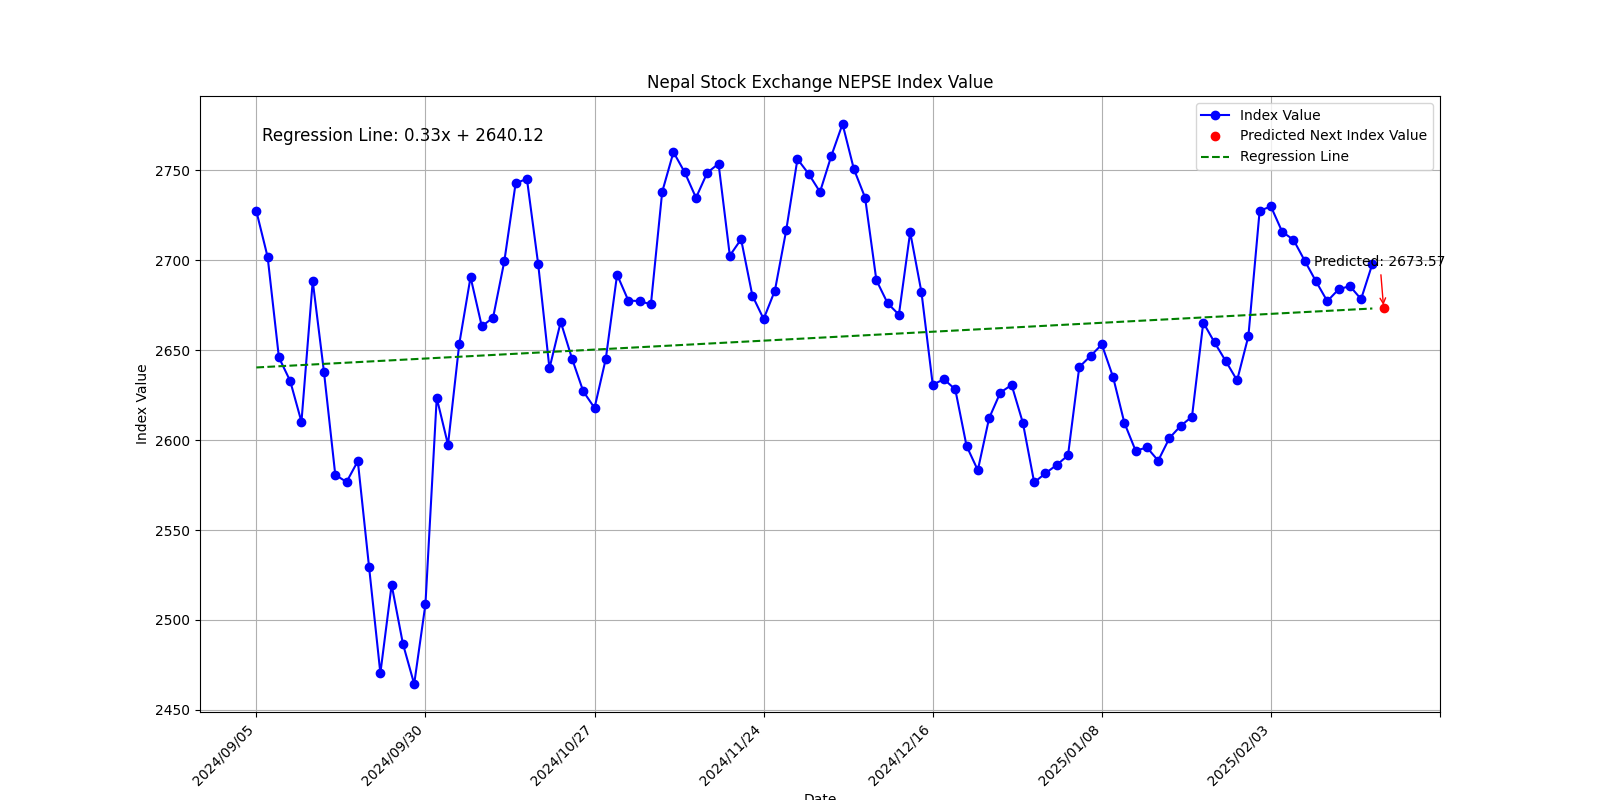 Nepal Stock Exchange NEPSE Index Value
Regression Line: 0.33x + 2640.12
Index Value
Predicted Next Index Value
Regression Line
Predicted: 2673.57
Index Value
2750
2700
2650
2600
2550
2500
2450
2024/09/05
2024/09/30
2024/10/27
2024/11/24
2024/12/16
2025/01/08
2025/02/03
Date